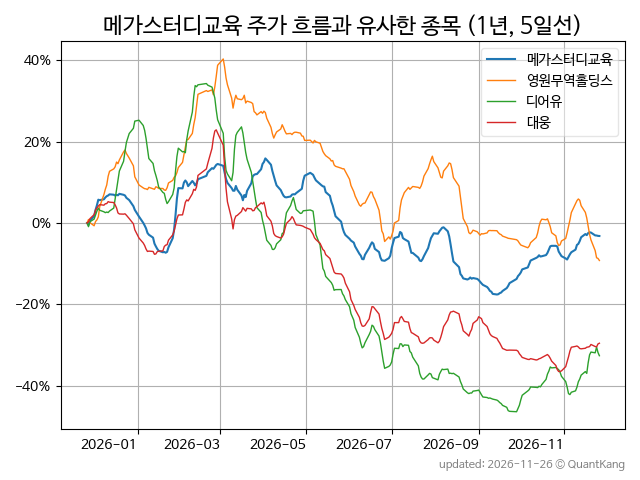 메가스터디교육 주가 흐름과 유사한 종목 (1년, 5일선)
메가스터디교육
영원무역홀딩스
디어유
대웅
40%
20%
0%
−20%
−40%
2026-01
2026-03
2026-05
2026-07
2026-09
2026-11
updated: 2026-11-26 © QuantKang